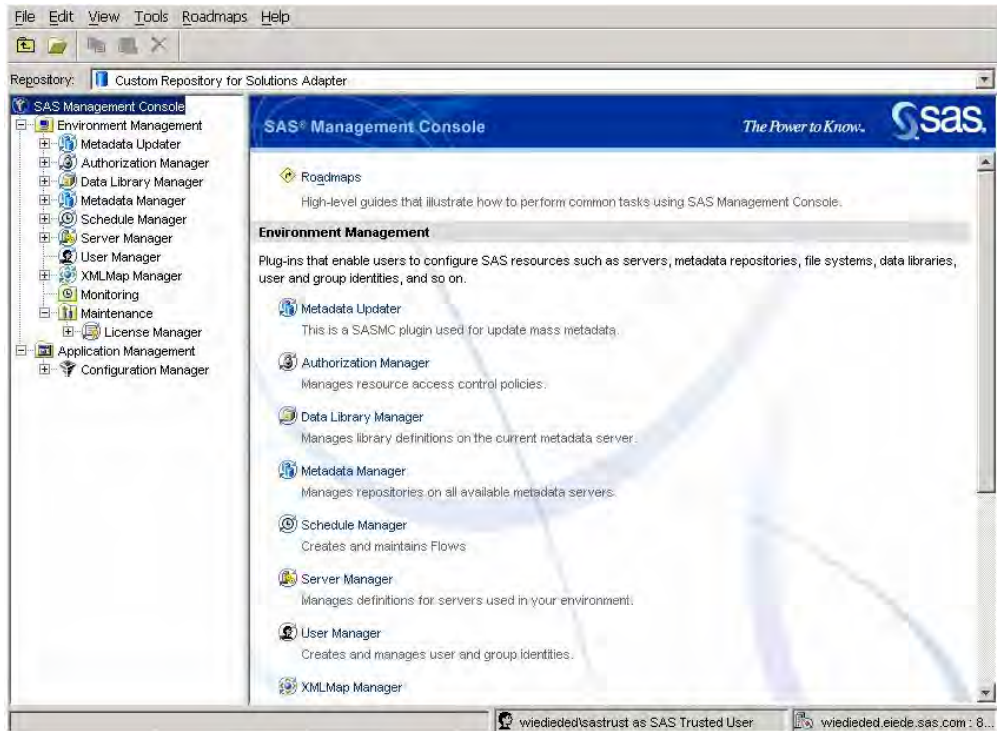 File Edit View Tools Roadmaps Help
Repository: Custom Repository for Solutions Adapter
SAS Management Console
Environment Management
Metadata Updater
Authorization Manager
Data Library Manager
Metadata Manager
Schedule Manager
Server Manager
User Manager
XMLMap Manager
Monitoring
Maintenance
License Manager
Application Management
Configuration Manager
SAS® Management Console
The Power to Know®
sas
Roadmaps
High-level guides that illustrate how to perform common tasks using SAS Management Console.
Environment Management
Plug-ins that enable users to configure SAS resources such as servers, metadata repositories, file systems, data libraries,
user and group identities, and so on.
Metadata Updater
This is a SASMC plugin used for update mass metadata.
Authorization Manager
Manages resource access control policies.
Data Library Manager
Manages library definitions on the current metadata server.
Metadata Manager
Manages repositories on all available metadata servers.
Schedule Manager
Creates and maintains Flows
Server Manager
Manages definitions for servers used in your environment.
User Manager
Creates and manages user and group identities.
XMLMap Manager
wiedieded\sastrust as SAS Trusted User
wiedieded.eiede.sas.com : 8...